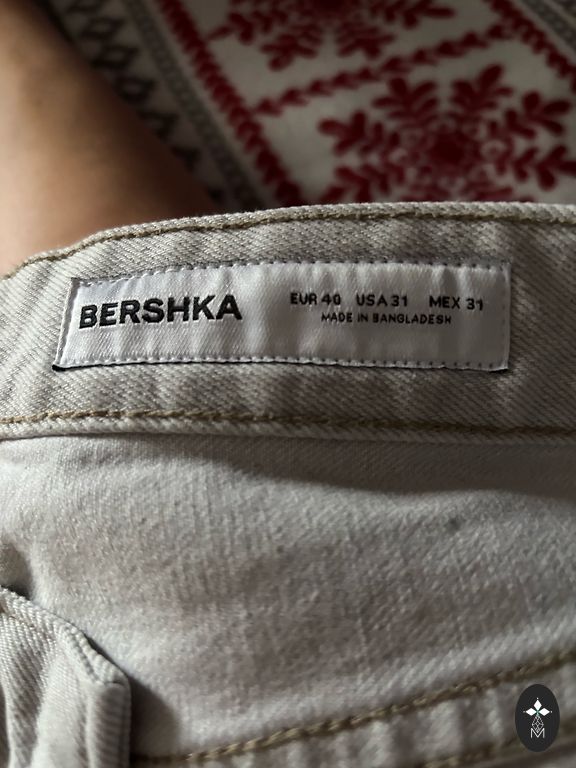 BERSHKA
EUR 40 USA 31 MEX 31
MADE IN BANGLADESH